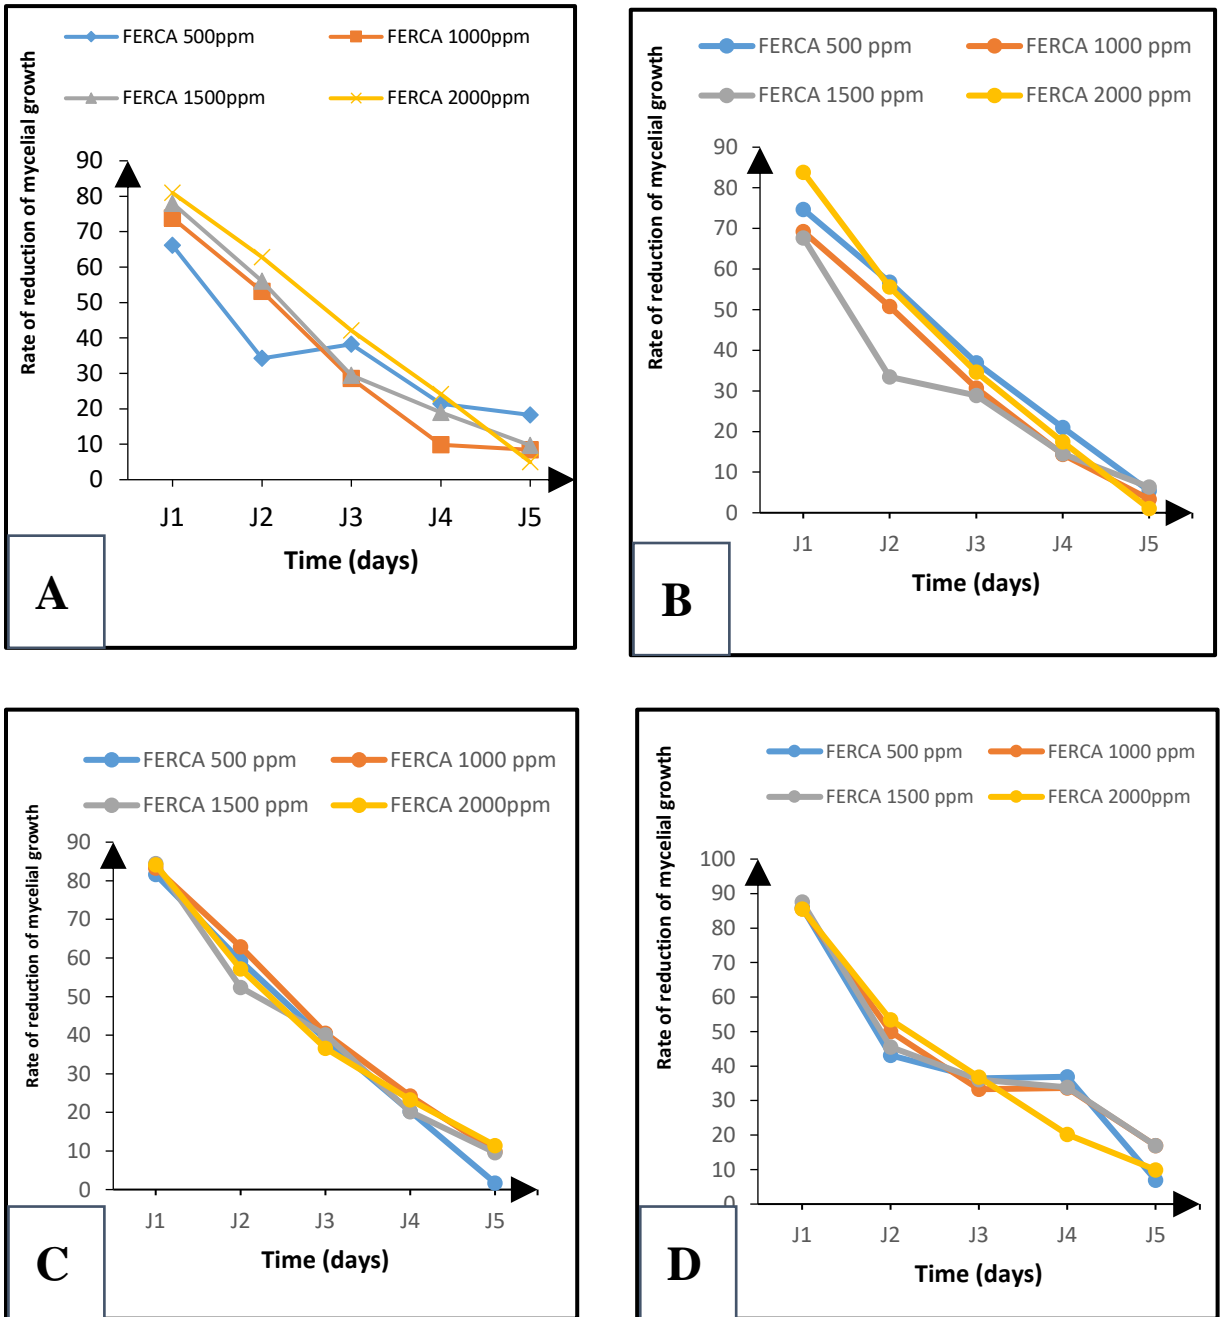 FERCA 500ppm FERCA 1000ppm
FERCA 1500ppm FERCA 2000ppm
Rate of reduction of mycelial growth
90
80
70
60
50
40
30
20
10
0
J1 J2 J3 J4 J5
Time (days)
A
FERCA 500 ppm FERCA 1000 ppm
FERCA 1500 ppm FERCA 2000 ppm
Rate of reduction of mycelial growth
90
80
70
60
50
40
30
20
10
0
J1 J2 J3 J4 J5
Time (days)
B
FERCA 500 ppm FERCA 1000 ppm
FERCA 1500 ppm FERCA 2000ppm
Rate of reduction of mycelial growth
90
80
70
60
50
40
30
20
10
0
J1 J2 J3 J4 J5
Time (days)
C
FERCA 500 ppm FERCA 1000 ppm
FERCA 1500 ppm FERCA 2000ppm
Rate of reduction of mycelial growth
100
90
80
70
60
50
40
30
20
10
0
J1 J2 J3 J4 J5
Time (days)
D